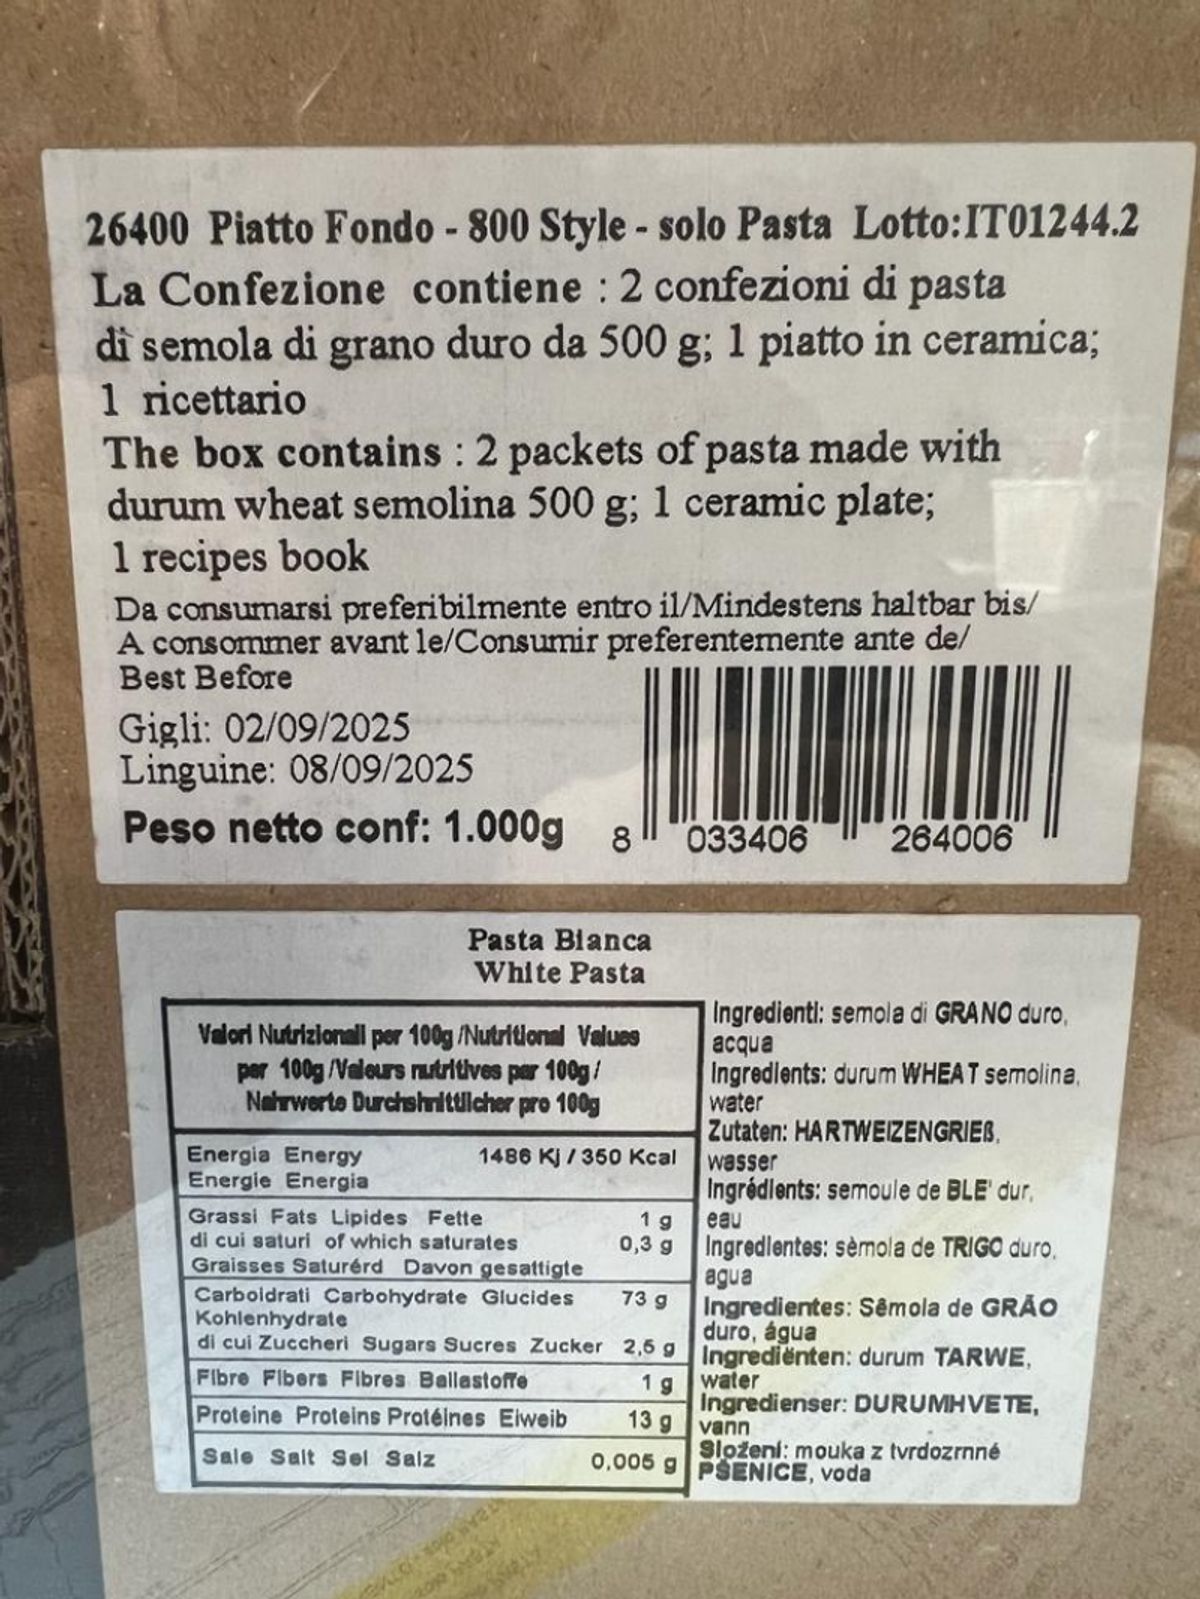 26400 Piatto Fondo - 800 Style - solo Pasta Lotto:IT01244.2
La Confezione contiene : 2 confezioni di pasta
di semola di grano duro da 500 g; 1 piatto in ceramica;
1 ricettario
The box contains : 2 packets of pasta made with
durum wheat semolina 500 g; 1 ceramic plate;
1 recipes book
Da consumarsi preferibilmente entro il/Mindestens haltbar bis/
A consommer avant le/Consumir preferentemente ante de/
Best Before
Gigli: 02/09/2025
Linguine: 08/09/2025
Peso netto conf: 1.000g
8 033406 264006
Pasta Bianca
White Pasta
Valori Nutrizionali per 100g /Nutritional Values
per 100g /Valeurs nutritives par 100g /
Nahrwerte Durchshnittlicher pro 100g
Energia Energy 1486 Kj / 350 Kcal
Energie Energia
Grassi Fats Lipides Fette 1 g
di cui saturi of which saturates 0,3 g
Graisses Saturérd Davon gesattigte
Carboidrati Carbohydrate Glucides 73 g
Kohlenhydrate
di cui Zuccheri Sugars Sucres Zucker 2,5 g
Fibre Fibers Fibres Ballastoffe 1 g
Proteine Proteins Protéines Eiweib 13 g
Sale Salt Sel Salz 0,005 g
Ingredienti: semola di GRANO duro,
acqua
Ingredients: durum WHEAT semolina,
water
Zutaten: HARTWEIZENGRIEß,
wasser
Ingrédients: semoule de BLE' dur,
eau
Ingredientes: sèmola de TRIGO duro,
agua
Ingredientes: Sêmola de GRÃO
duro, água
Ingrediënten: durum TARWE,
water
Ingredienser: DURUMHVETE,
vann
Složení: mouka z tvrdozrnné
PŠENICE, voda